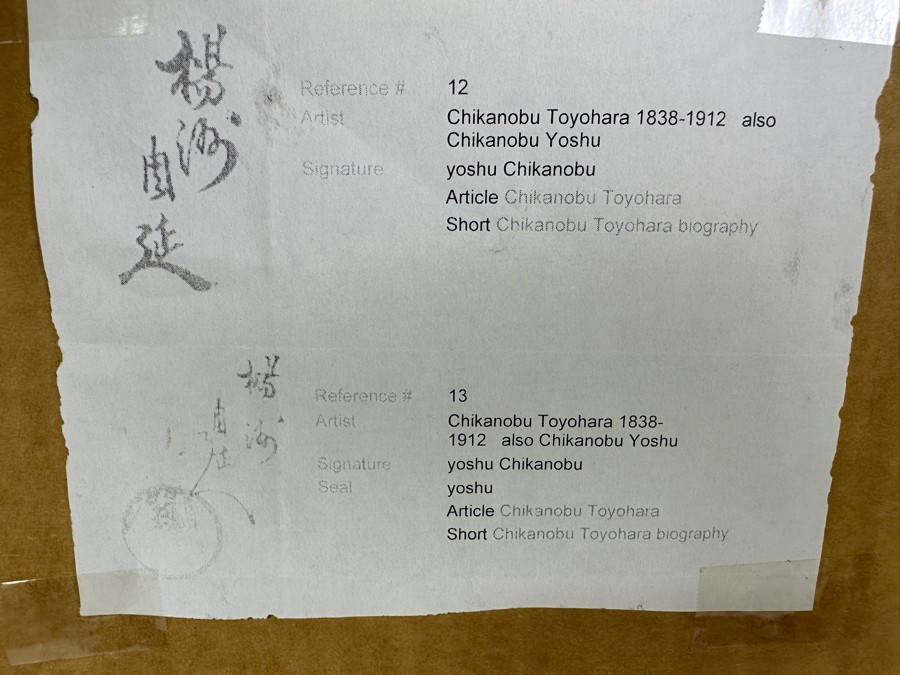 楊
洲
周
延
Reference # 12
Artist Chikanobu Toyohara 1838-1912 also
Chikanobu Yoshu
Signature yoshu Chikanobu
Article Chikanobu Toyohara
Short Chikanobu Toyohara biography
楊
洲
周
延
Reference # 13
Artist Chikanobu Toyohara 1838-
1912 also Chikanobu Yoshu
Signature yoshu Chikanobu
Seal yoshu
Article Chikanobu Toyohara
Short Chikanobu Toyohara biography